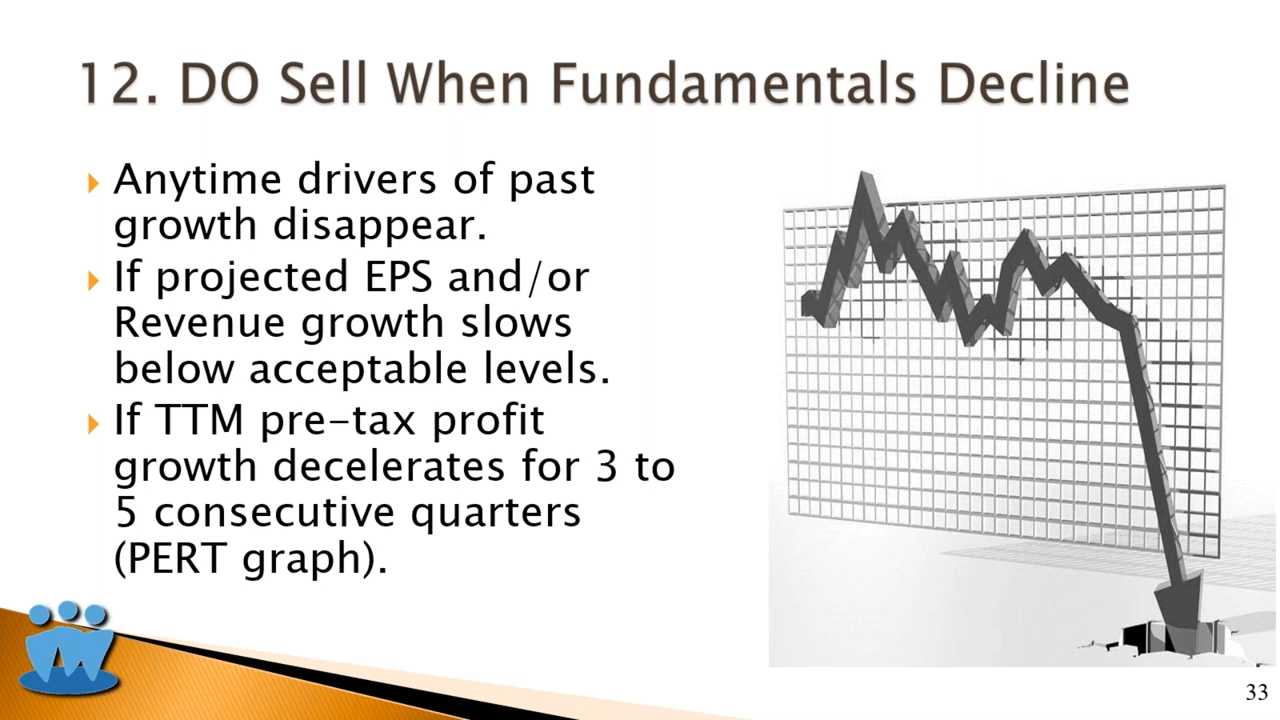 12. DO Sell When Fundamentals Decline
Anytime drivers of past
growth disappear.
If projected EPS and/or
Revenue growth slows
below acceptable levels.
If TTM pre-tax profit
growth decelerates for 3 to
5 consecutive quarters
(PERT graph).
33